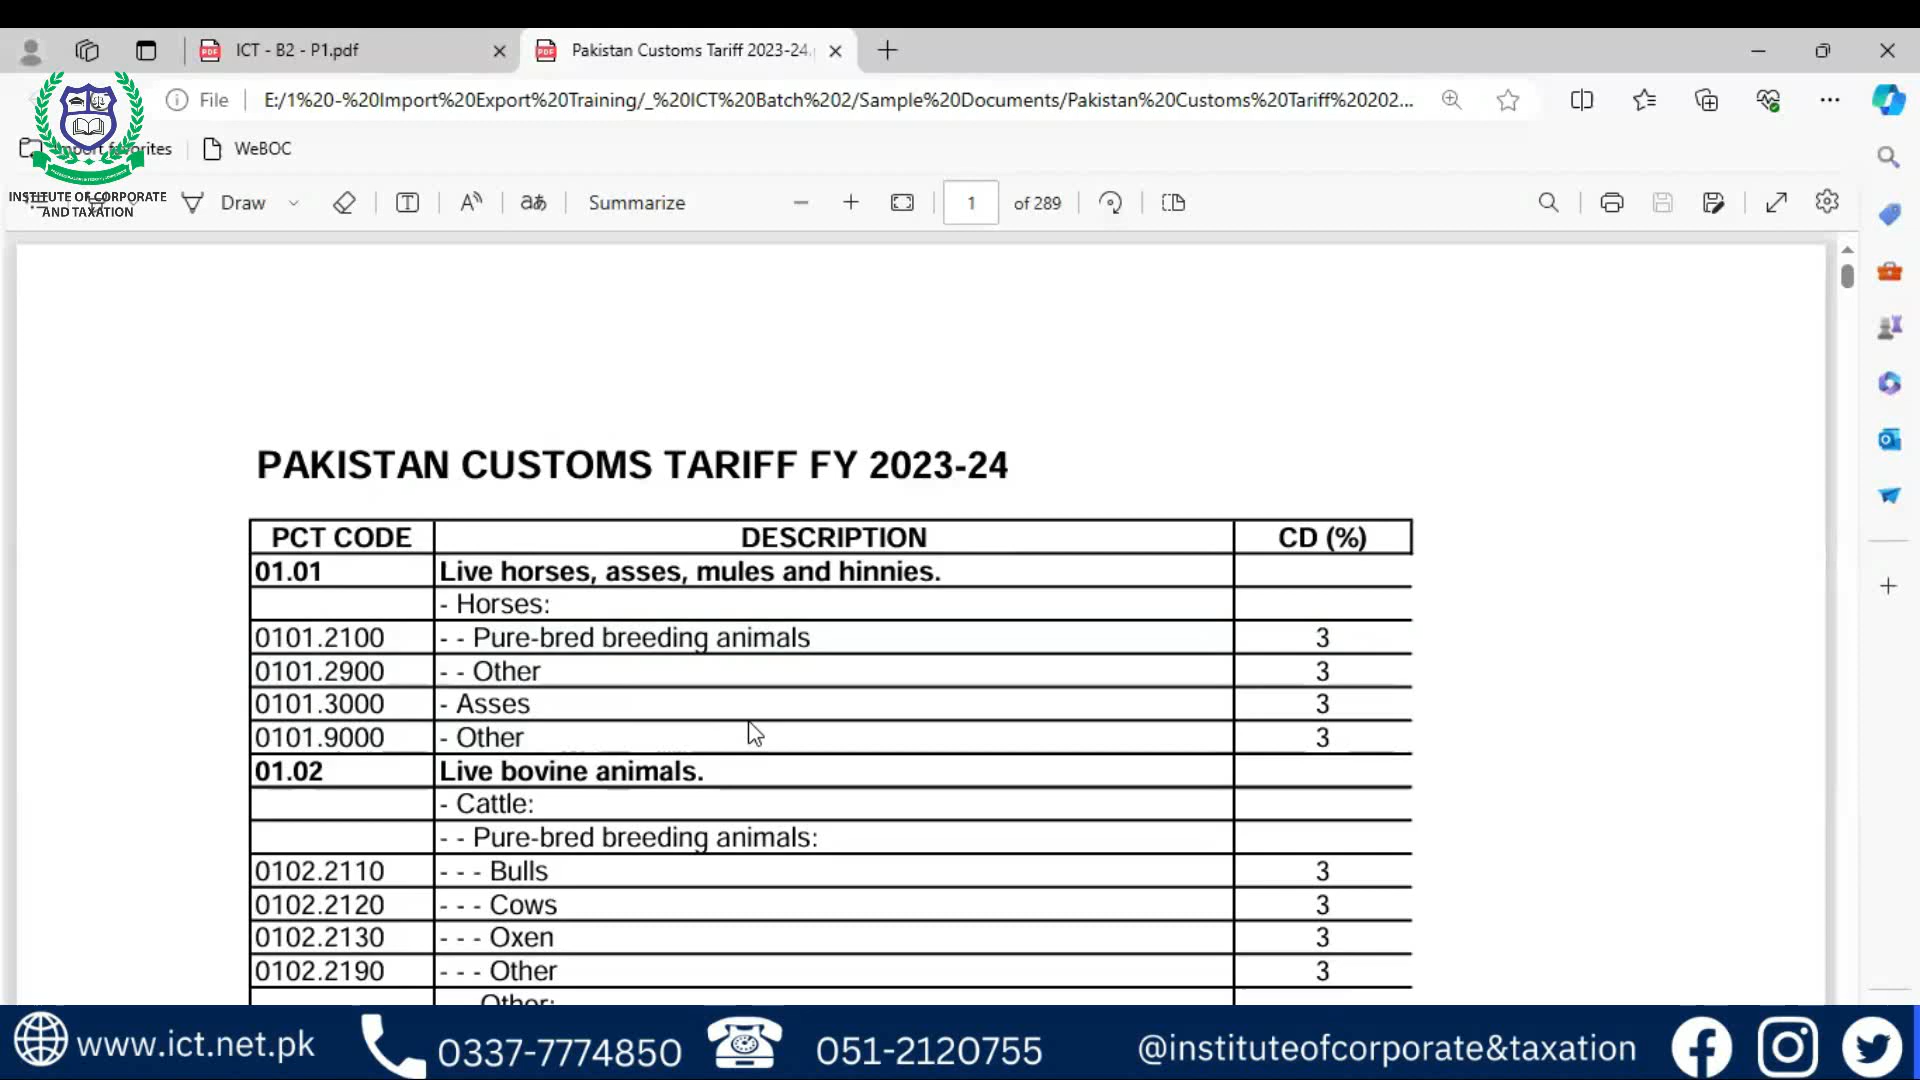 ICT - B2 - P1.pdf
Pakistan Customs Tariff 2023-24.
File
E:/1%20-%20Import%20Export%20Training/_%20ICT%20Batch%202/Sample%20Documents/Pakistan%20Customs%20Tariff%20202...
favorites
WeBOC
INSTITUTE OF CORPORATE
AND TAXATION
Draw
aあ
Summarize
1
of 289
PAKISTAN CUSTOMS TARIFF FY 2023-24
PCT CODE DESCRIPTION CD (%)
01.01 Live horses, asses, mules and hinnies.
- Horses:
0101.2100 - - Pure-bred breeding animals 3
0101.2900 - - Other 3
0101.3000 - Asses 3
0101.9000 - Other 3
01.02 Live bovine animals.
- Cattle:
- - Pure-bred breeding animals:
0102.2110 - - - Bulls 3
0102.2120 - - - Cows 3
0102.2130 - - - Oxen 3
0102.2190 - - - Other 3
Other:
www.ict.net.pk
0337-7774850
051-2120755
@instituteofcorporate&taxation